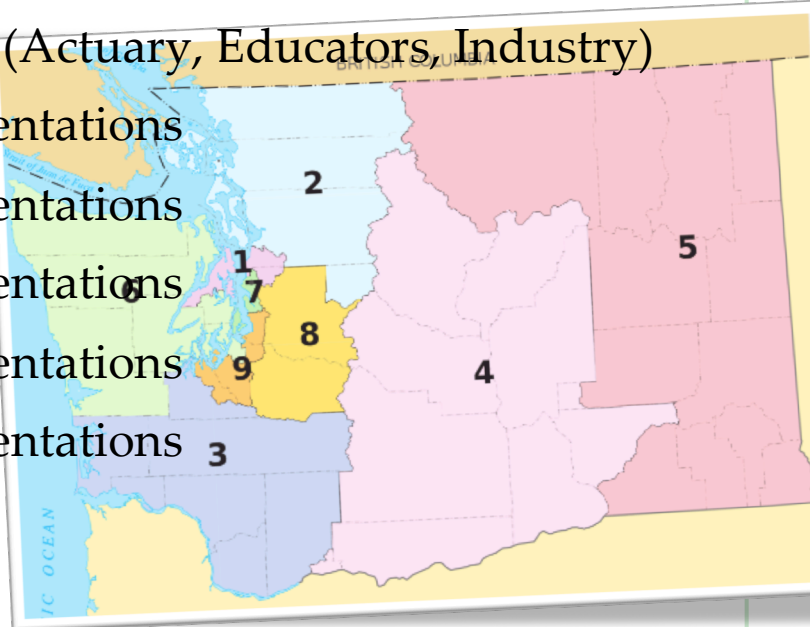 (Actuary, Educators, Industry)
BRITISH COLUMBIA
entations
2
entations
5
1
entations
6
7
8
entations
9
4
entations
3
IC OCEAN